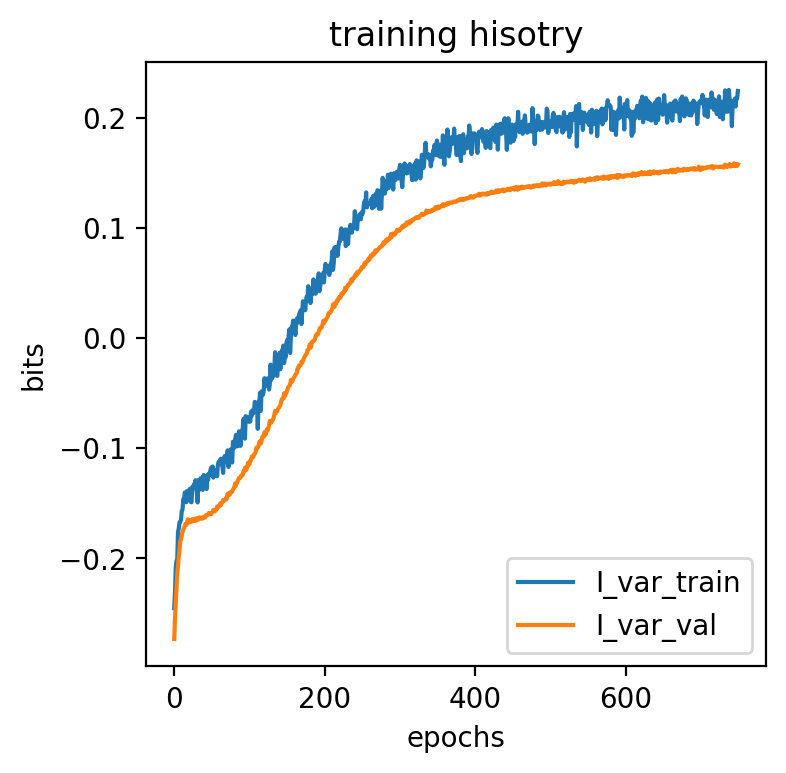 training hisotry
0.2
0.1
0.0
−0.1
−0.2
bits
I_var_train
I_var_val
0 200 400 600
epochs